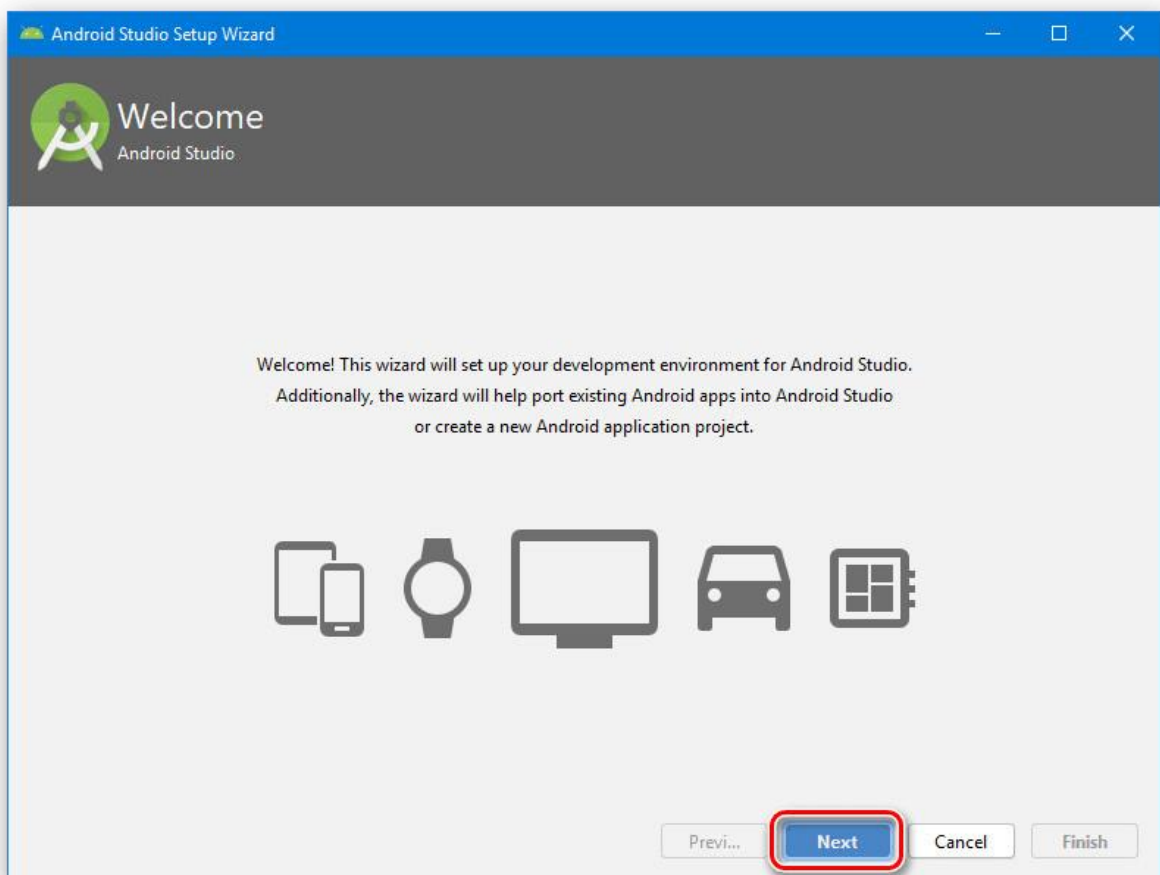 Android Studio Setup Wizard
Welcome
Android Studio
Welcome! This wizard will set up your development environment for Android Studio.
Additionally, the wizard will help port existing Android apps into Android Studio
or create a new Android application project.
Previ... Next Cancel Finish